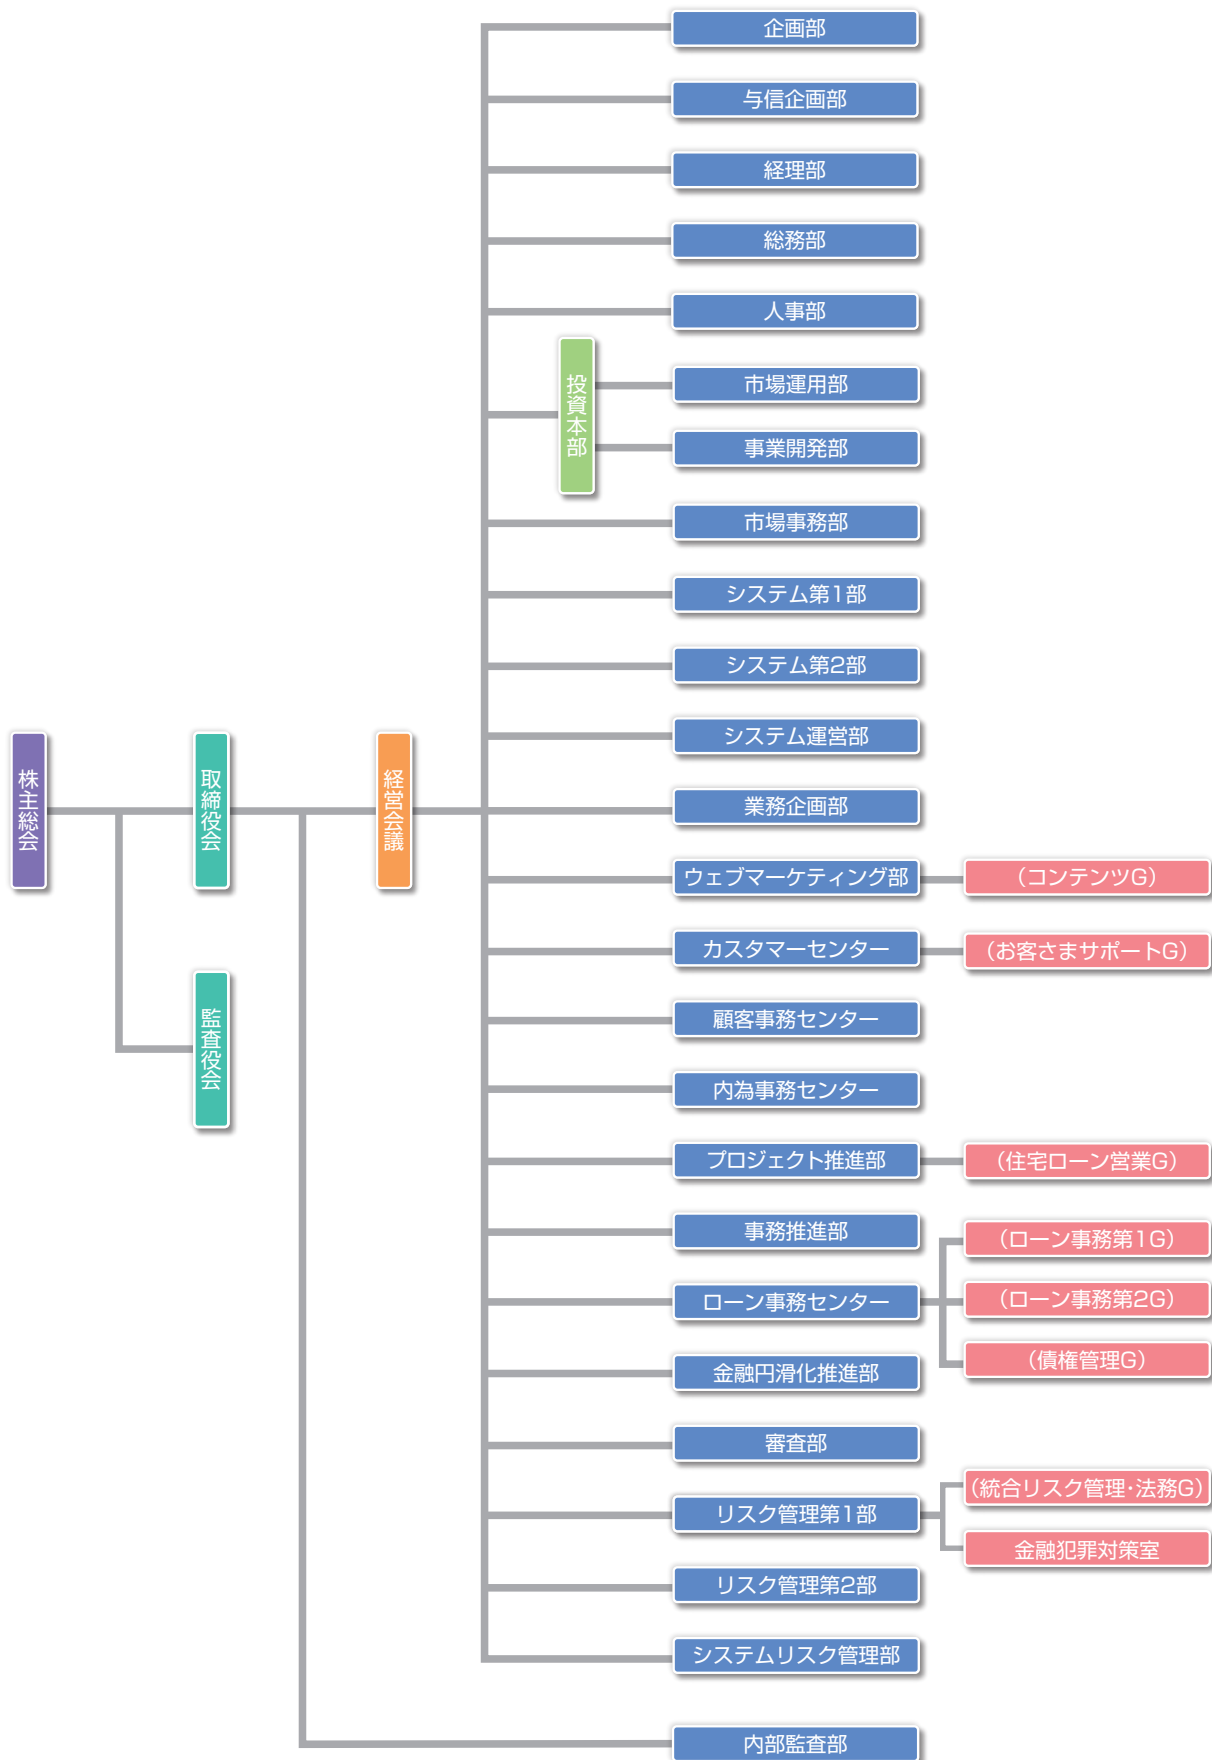 株主総会
取締役会
監査役会
経営会議
企画部
与信企画部
経理部
総務部
人事部
投資本部
市場運用部
事業開発部
市場事務部
システム第1部
システム第2部
システム運営部
業務企画部
ウェブマーケティング部
（コンテンツG）
カスタマーセンター
（お客さまサポートG）
顧客事務センター
内為事務センター
プロジェクト推進部
（住宅ローン営業G）
事務推進部
ローン事務センター
（ローン事務第1G）
（ローン事務第2G）
（債権管理G）
金融円滑化推進部
審査部
リスク管理第1部
（統合リスク管理・法務G）
金融犯罪対策室
リスク管理第2部
システムリスク管理部
内部監査部